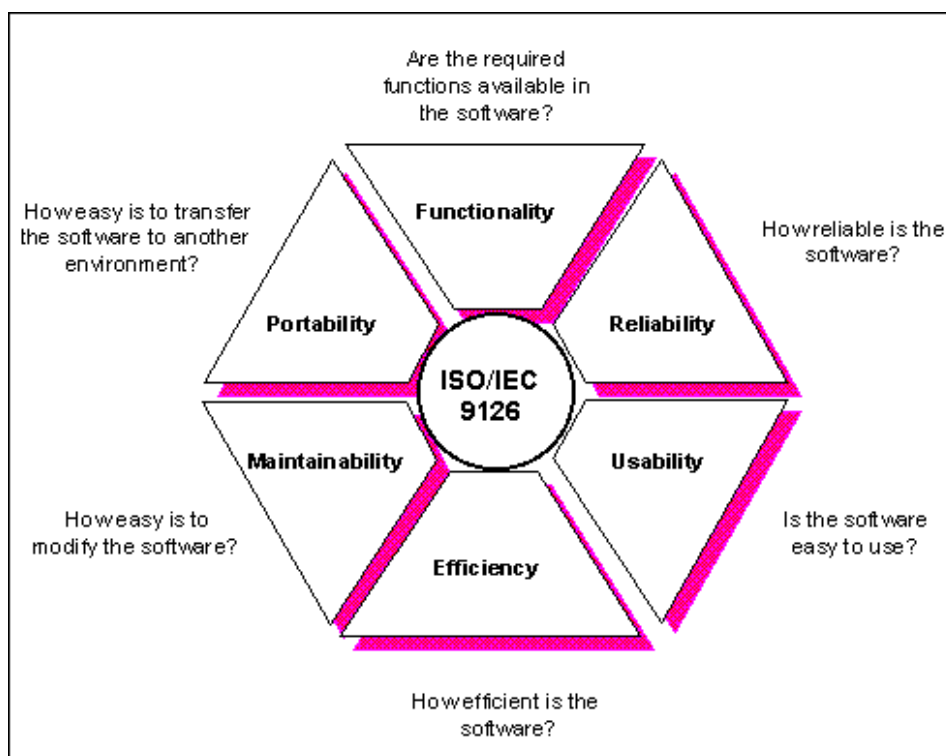 Are the required
functions available in
the software?
Functionality
How easy is to transfer
the software to another
environment?
How reliable is the
software?
Portability
Reliability
ISO/IEC
9126
Maintainability
Usability
How easy is to
modify the software?
Is the software
easy to use?
Efficiency
How efficient is the
software?